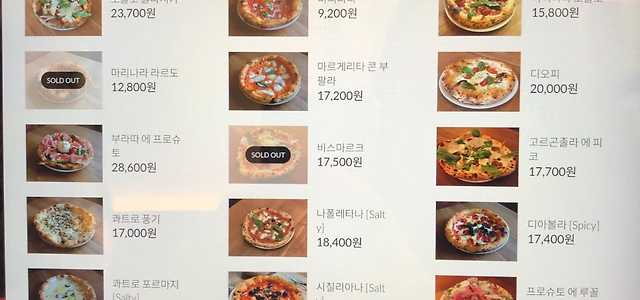 23,700원
9,200원
15,800원
SOLD OUT
마리나라 라르도
12,800원
마르게리타 콘 부
팔라
17,200원
디오피
20,000원
부라따 에 프로슈
토
28,600원
SOLD OUT
바스마르크
17,500원
고르곤졸라 에 피
코
17,700원
콰트로 풍기
17,000원
나폴레타나 [Salt
y]
18,400원
디아볼라 [Spicy]
17,400원
콰트로 포르마지
[Salty]
시칠리아나 [Salt
프로슈토 에 루꼴